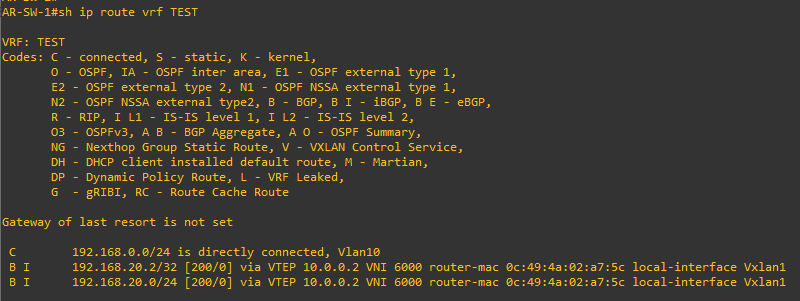 AR-SW-1#sh ip route vrf TEST
VRF: TEST
Codes: C - connected, S - static, K - kernel,
O - OSPF, IA - OSPF inter area, E1 - OSPF external type 1,
E2 - OSPF external type 2, N1 - OSPF NSSA external type 1,
N2 - OSPF NSSA external type2, B - BGP, B I - iBGP, B E - eBGP,
R - RIP, I L1 - IS-IS level 1, I L2 - IS-IS level 2,
O3 - OSPFv3, A B - BGP Aggregate, A O - OSPF Summary,
NG - Nexthop Group Static Route, V - VXLAN Control Service,
DH - DHCP client installed default route, M - Martian,
DP - Dynamic Policy Route, L - VRF Leaked,
G - gRIBI, RC - Route Cache Route
Gateway of last resort is not set
C 192.168.0.0/24 is directly connected, Vlan10
B I 192.168.20.2/32 [200/0] via VTEP 10.0.0.2 VNI 6000 router-mac 0c:49:4a:02:a7:5c local-interface Vxlan1
B I 192.168.20.0/24 [200/0] via VTEP 10.0.0.2 VNI 6000 router-mac 0c:49:4a:02:a7:5c local-interface Vxlan1